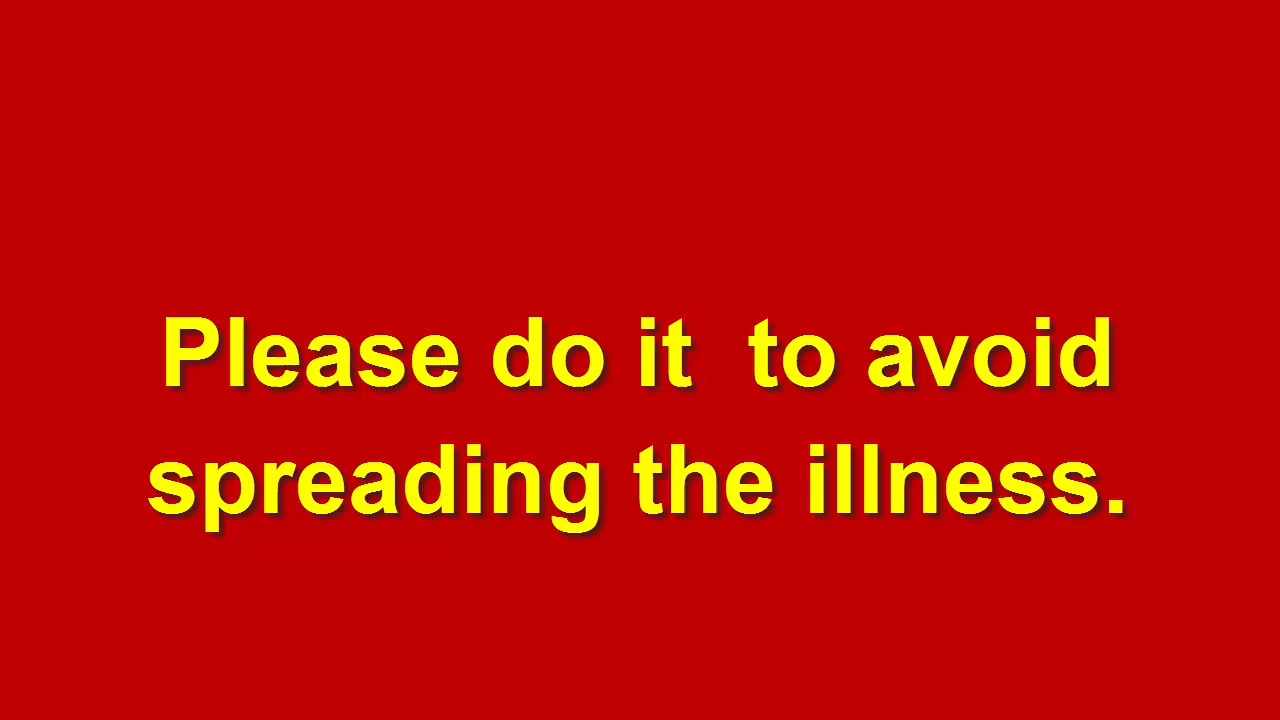 Please do it  to avoid
spreading the illness.